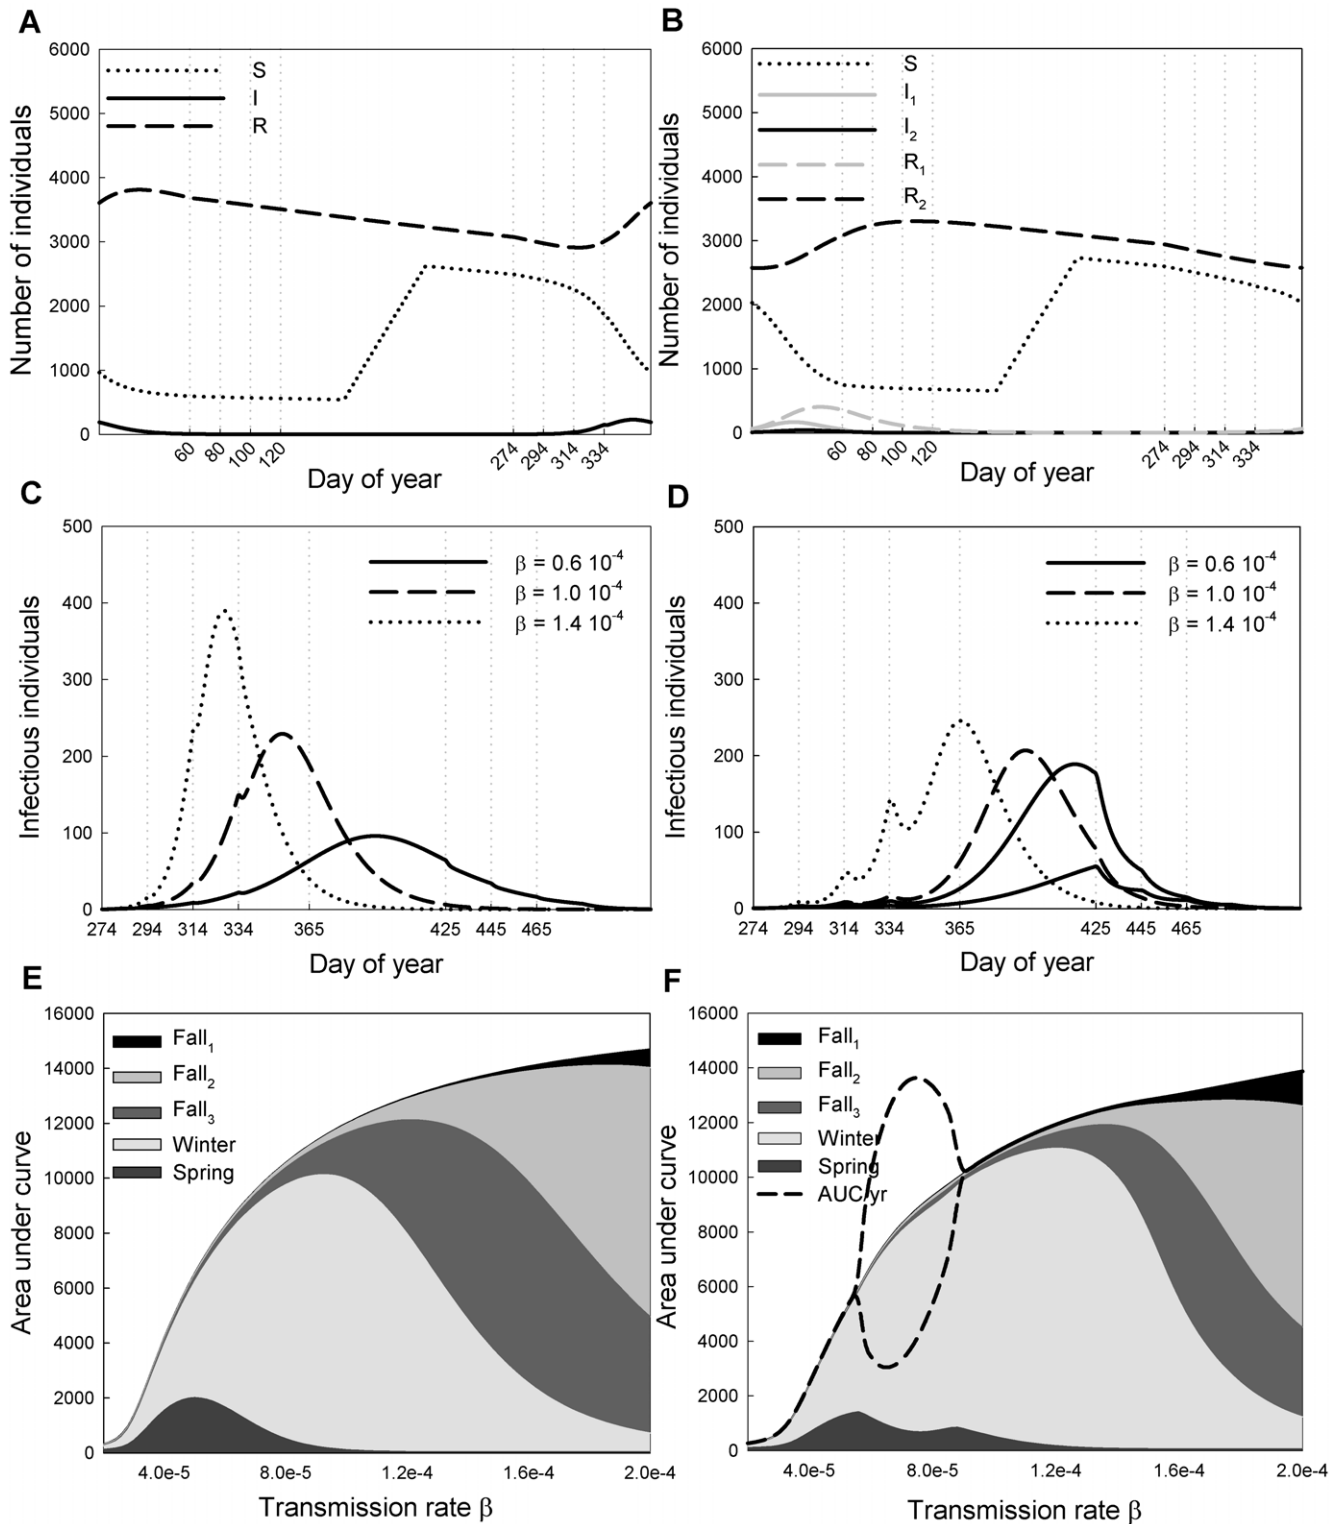 A
Number of individuals
6000
5000
4000
3000
2000
1000
0
S
I
R
60
80
100
120
274
294
314
334
Day of year
B
Number of individuals
6000
5000
4000
3000
2000
1000
0
S
I1
I2
R1
R2
60
80
100
120
274
294
314
334
Day of year
C
Infectious individuals
500
400
300
200
100
0
β = 0.6 10-4
β = 1.0 10-4
β = 1.4 10-4
274 294 314 334 365 425 445 465
Day of year
D
Infectious individuals
500
400
300
200
100
0
β = 0.6 10-4
β = 1.0 10-4
β = 1.4 10-4
274 294 314 334 365 425 445 465
Day of year
E
Area under curve
16000
14000
12000
10000
8000
6000
4000
2000
0
Fall1
Fall2
Fall3
Winter
Spring
4.0e-5 8.0e-5 1.2e-4 1.6e-4 2.0e-4
Transmission rate β
F
Area under curve
16000
14000
12000
10000
8000
6000
4000
2000
0
Fall1
Fall2
Fall3
Winter
Spring
AUC/yr
4.0e-5 8.0e-5 1.2e-4 1.6e-4 2.0e-4
Transmission rate β